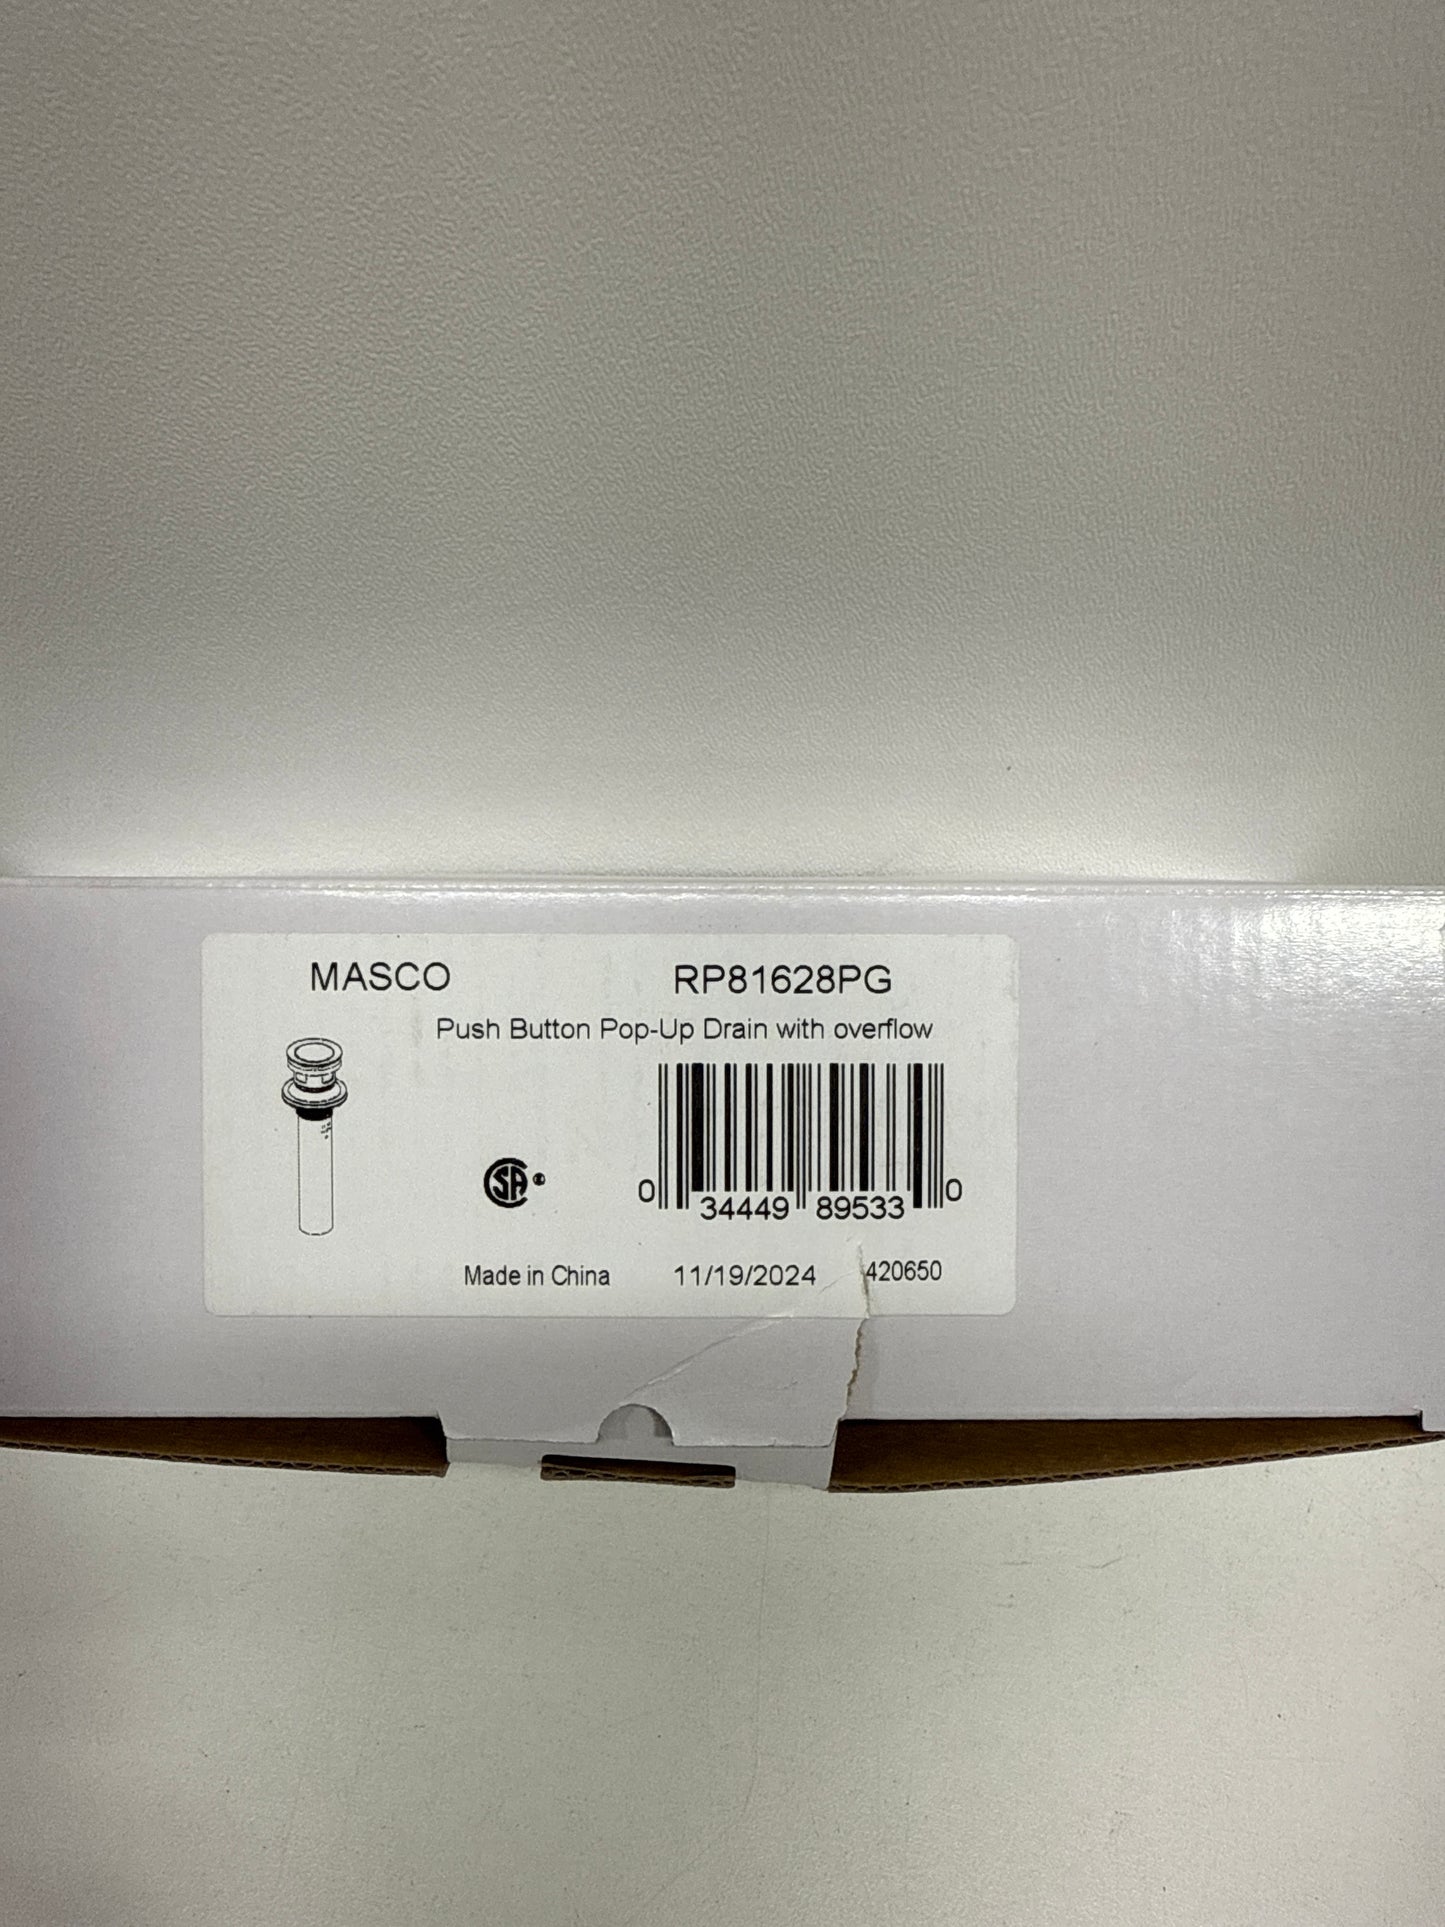 MASCO RP81628PG
Push Button Pop-Up Drain with overflow
SA ®
0 34449 89533 0
Made in China 11/19/2024 420650